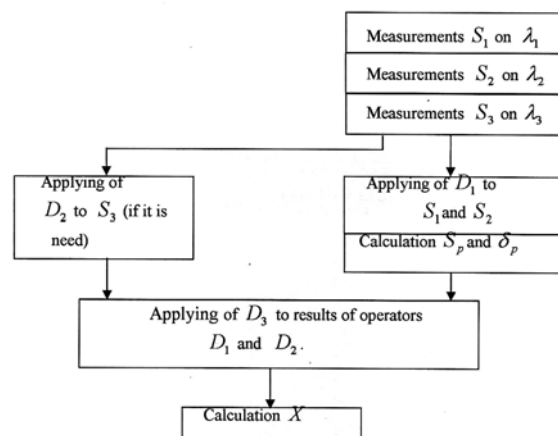 Measurements S₁ on λ₁
Measurements S₂ on λ₂
Measurements S₃ on λ₃
Applying of
D₂ to S₃ (if it is
need)
Applying of D₁ to
S₁ and S₂
Calculation Sₚ and δₚ
Applying of D₃ to results of operators
D₁ and D₂.
Calculation X